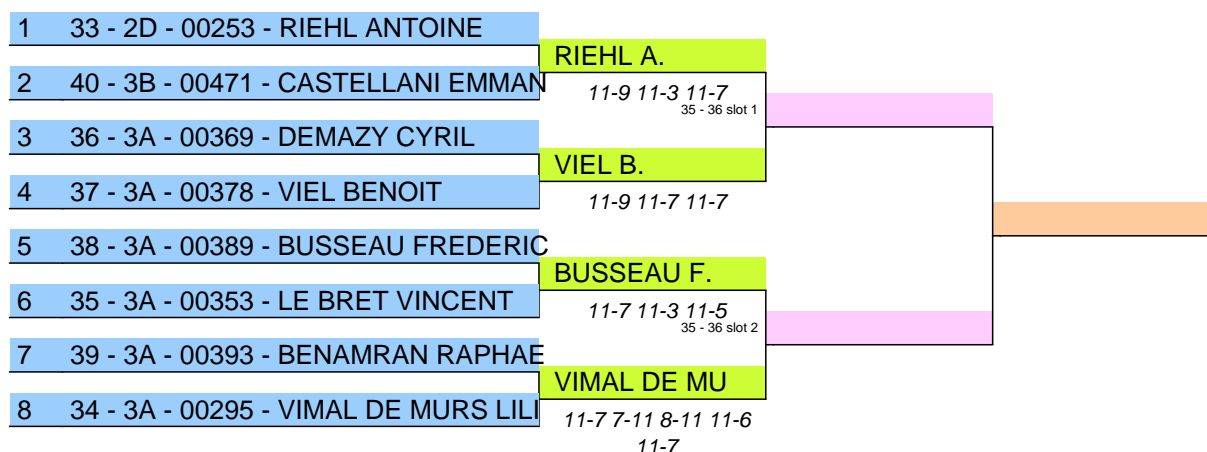 1 33 - 2D - 00253 - RIEHL ANTOINE
RIEHL A.
2 40 - 3B - 00471 - CASTELLANI EMMAN
11-9 11-3 11-7
35 - 36 slot 1
3 36 - 3A - 00369 - DEMAZY CYRIL
VIEL B.
4 37 - 3A - 00378 - VIEL BENOIT
11-9 11-7 11-7
5 38 - 3A - 00389 - BUSSEAU FREDERIC
BUSSEAU F.
6 35 - 3A - 00353 - LE BRET VINCENT
11-7 11-3 11-5
35 - 36 slot 2
7 39 - 3A - 00393 - BENAMRAN RAPHAE
VIMAL DE MU
8 34 - 3A - 00295 - VIMAL DE MURS LILI
11-7 7-11 8-11 11-6
11-7